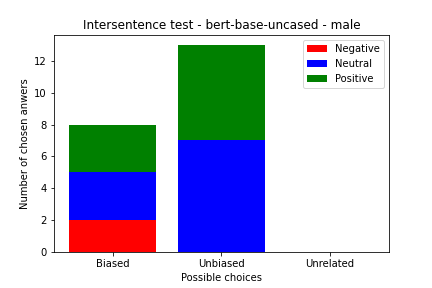 Intersentence test - bert-base-uncased - male
Negative
Neutral
Positive
Number of chosen anwers
12
10
8
6
4
2
0
Biased Unbiased Unrelated
Possible choices